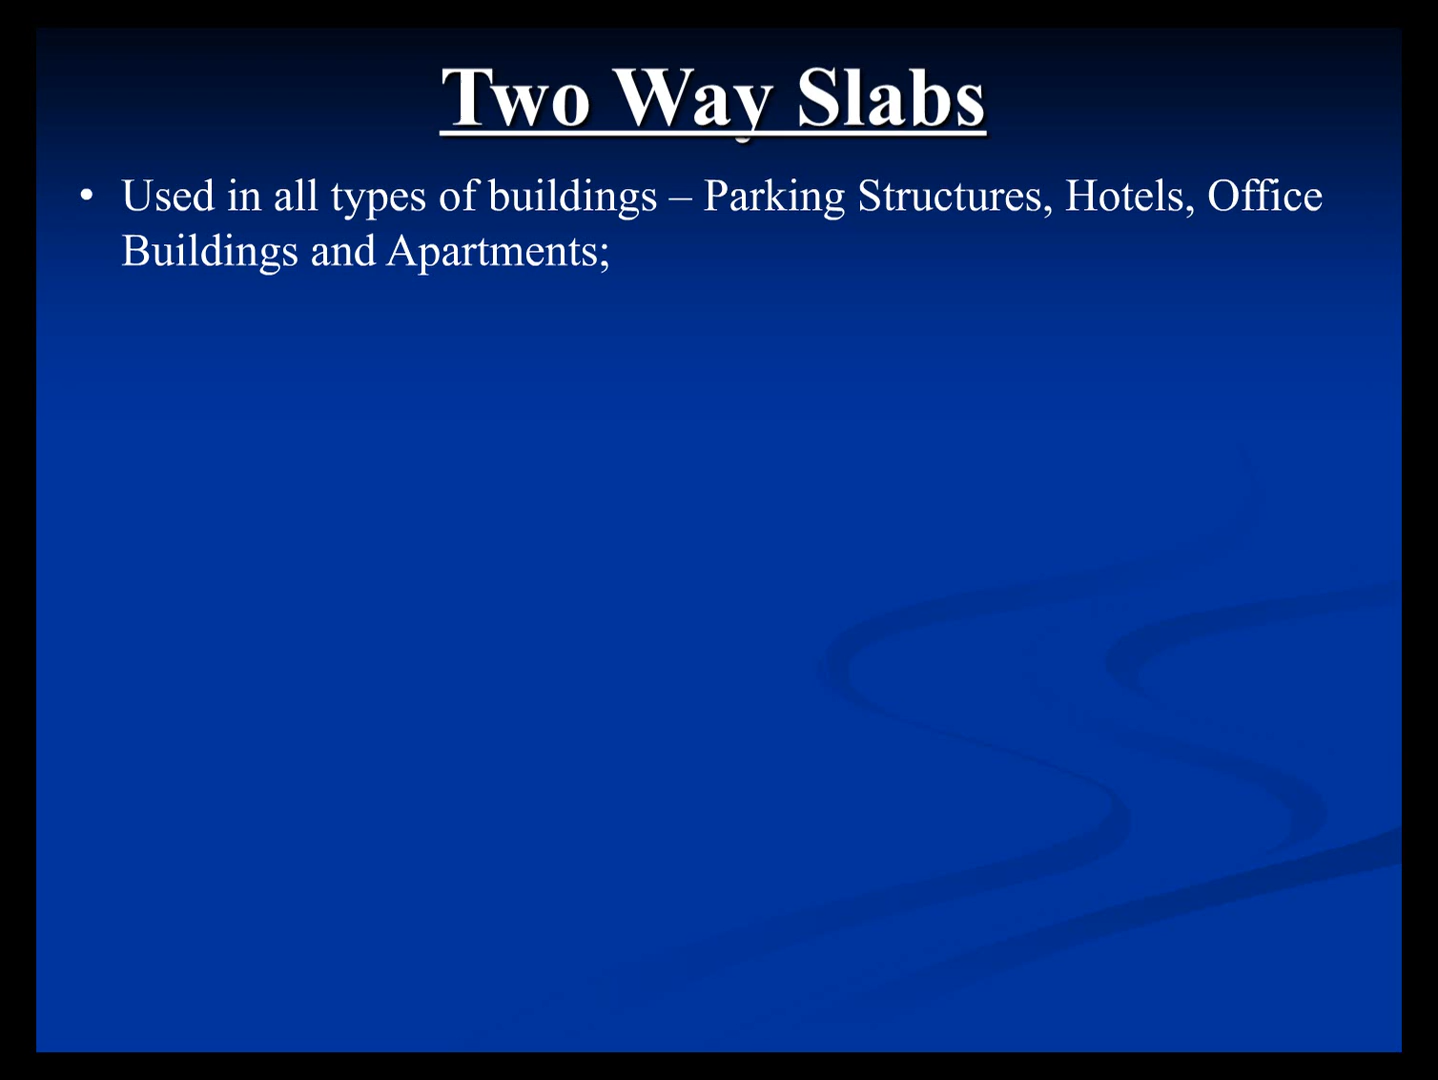 Two Way Slabs
• Used in all types of buildings – Parking Structures, Hotels, Office
Buildings and Apartments;